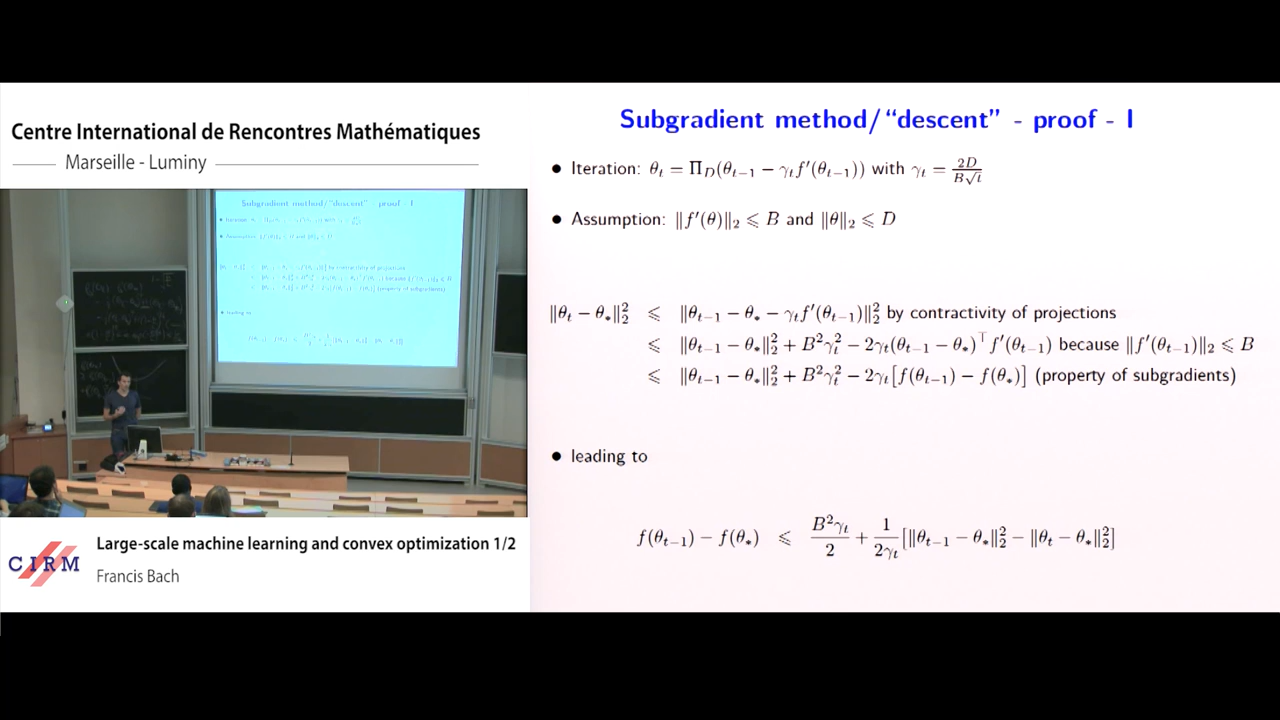 Centre International de Rencontres Mathématiques
Marseille - Luminy
Large-scale machine learning and convex optimization 1/2
CIRM
Francis Bach
Subgradient method/“descent” - proof - I
• Iteration: θ_t = Π_D(θ_{t−1} − γ_t f′(θ_{t−1})) with γ_t = \frac{2D}{B√t}
• Assumption: ‖f′(θ)‖_2 ⩽ B and ‖θ‖_2 ⩽ D
‖θ_t − θ_*‖_2^2 ⩽ ‖θ_{t−1} − θ_* − γ_t f′(θ_{t−1})‖_2^2 by contractivity of projections
⩽ ‖θ_{t−1} − θ_*‖_2^2 + B^2γ_t^2 − 2γ_t(θ_{t−1} − θ_*)^⊤ f′(θ_{t−1}) because ‖f′(θ_{t−1})‖_2 ⩽ B
⩽ ‖θ_{t−1} − θ_*‖_2^2 + B^2γ_t^2 − 2γ_t[f(θ_{t−1}) − f(θ_*)] (property of subgradients)
• leading to
f(θ_{t−1}) − f(θ_*) ⩽ \frac{B^2γ_t}{2} + \frac{1}{2γ_t}[‖θ_{t−1} − θ_*‖_2^2 − ‖θ_t − θ_*‖_2^2]